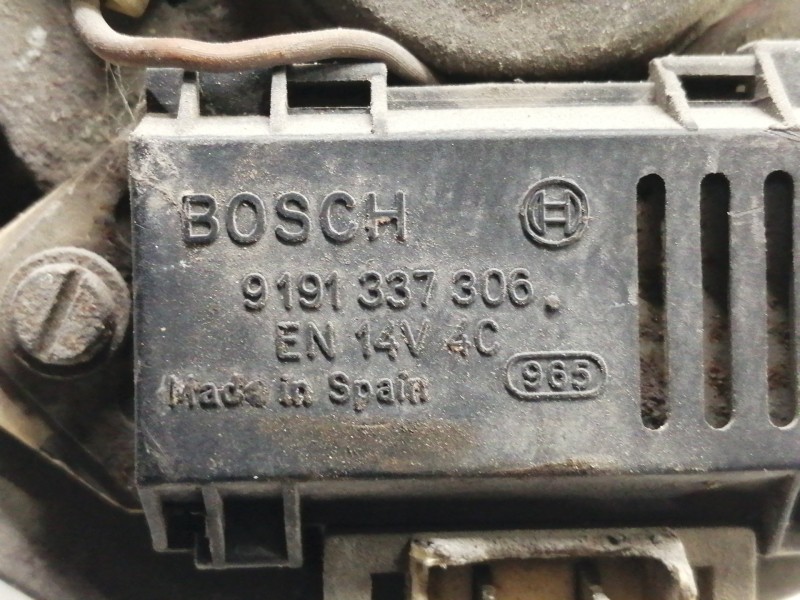 BOSCH
9191 337 306.
EN 14V 4C
Made in Spain 965